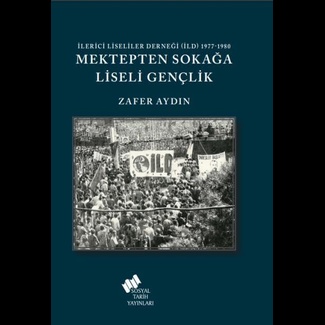 İLERİCİ LİSELİLER DERNEĞİ (İLD) 1977-1980
MEKTEPTEN SOKAĞA
LİSELİ GENÇLİK
ZAFER AYDIN
İLD
SOSYAL
TARİH
YAYINLARI